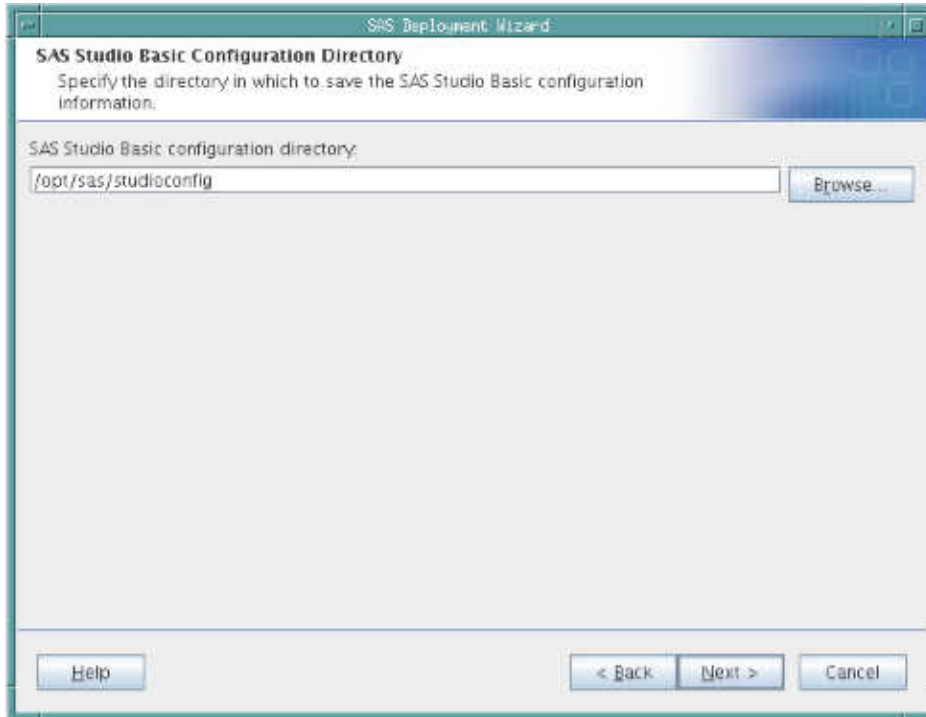 SAS Deployment Wizard
SAS Studio Basic Configuration Directory
Specify the directory in which to save the SAS Studio Basic configuration
information.
SAS Studio Basic configuration directory:
/opt/sas/studioconfig
Browse...
Help
< Back
Next >
Cancel